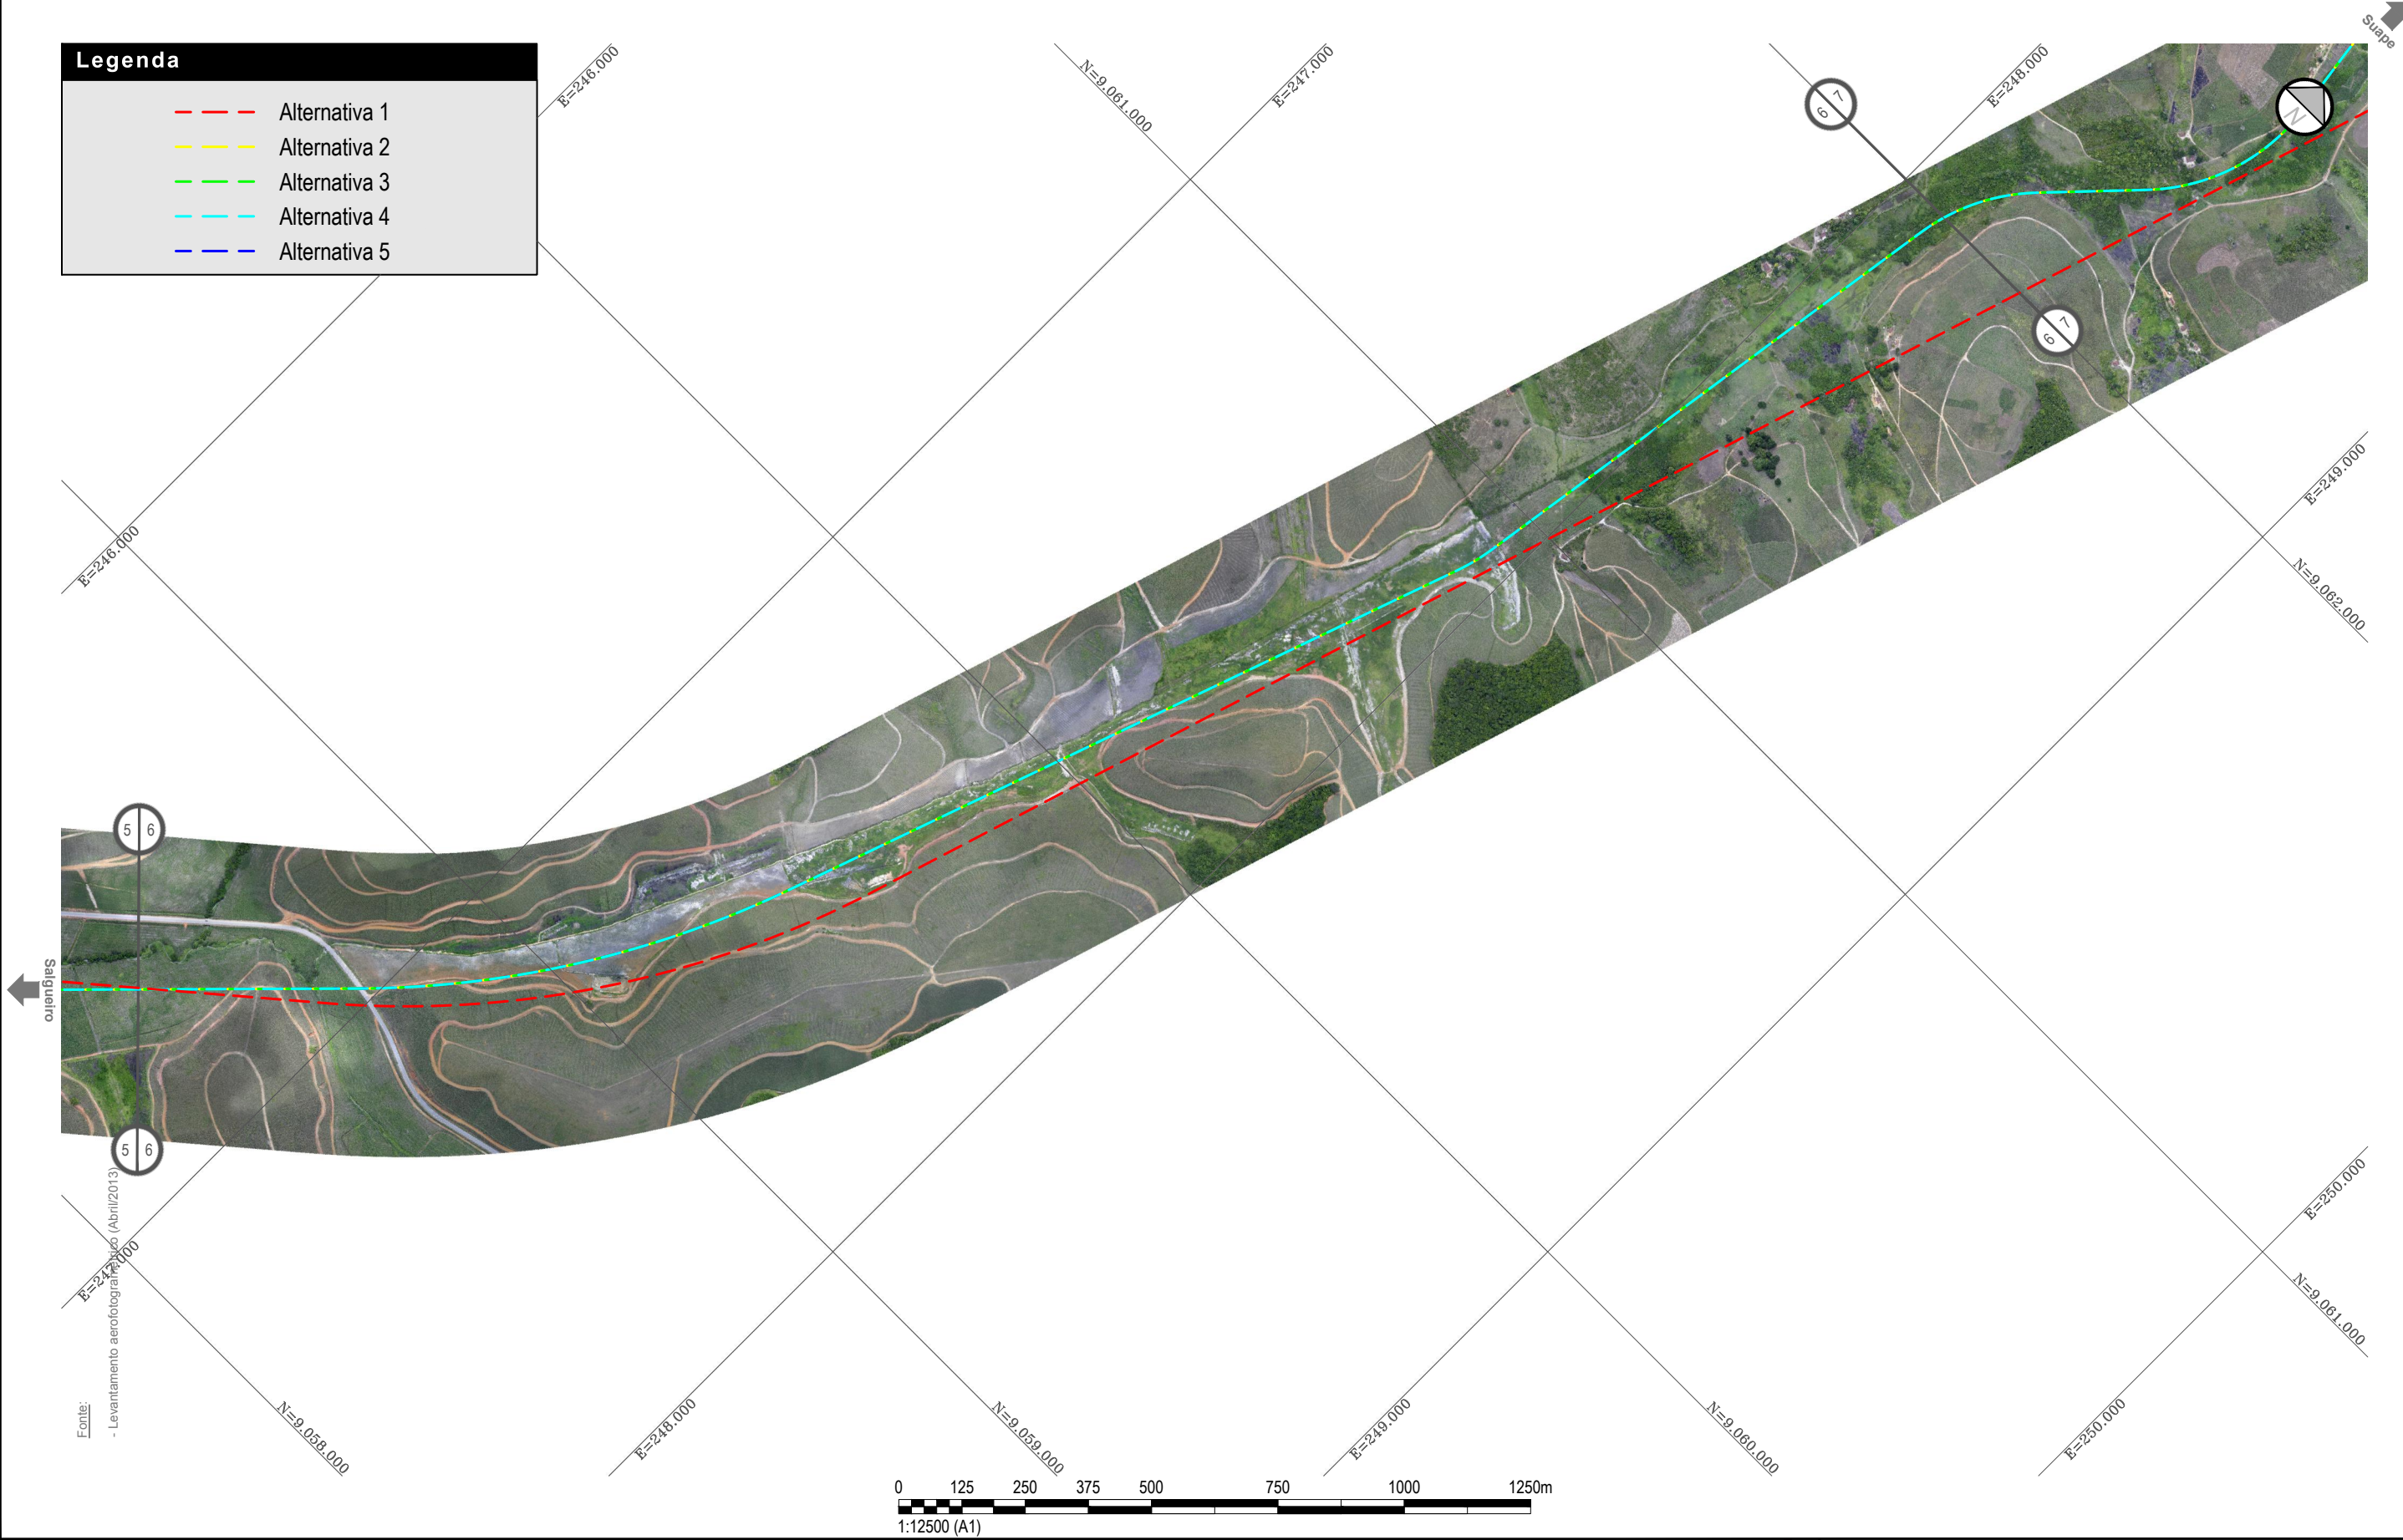 Suape
Legenda
Alternativa 1
Alternativa 2
Alternativa 3
Alternativa 4
Alternativa 5
E=246.000
N=9.061.000
E=247.000
E=248.000
6 7
N
6 7
E=249.000
E=246.000
N=9.062.000
5 6
Salgueiro
5 6
E=247.000
E=250.000
N=9.061.000
Fonte:
- Levantamento aerofotogramétrico (Abril/2013)
N=9.058.000
E=248.000
N=9.059.000
E=249.000
N=9.060.000
E=250.000
0 125 250 375 500 750 1000 1250m
1:12500 (A1)